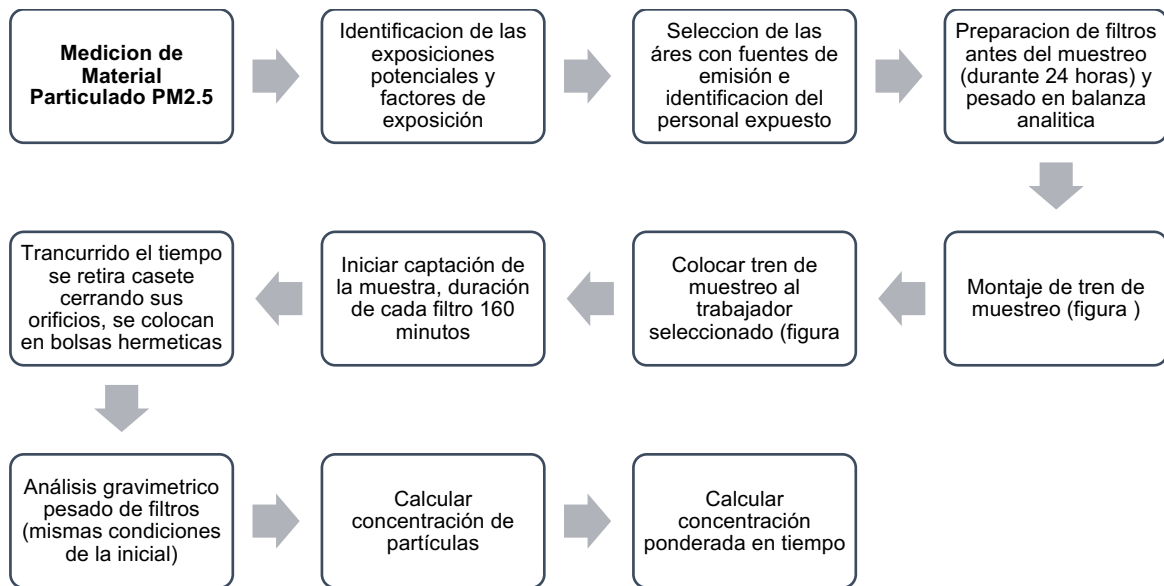 Medicion de
Material
Particulado PM2.5
Identificación de las
exposiciones
potenciales y
factores de
exposición
Seleccion de las
áres con fuentes de
emisión e
identificacion del
personal expuesto
Preparacion de filtros
antes del muestreo
(durante 24 horas) y
pesado en balanza
analitica
Montaje de tren de
muestreo (figura )
Colocar tren de
muestreo al
trabajador
seleccionado (figura
Iniciar captación de
la muestra, duración
de cada filtro 160
minutos
Trancurrido el tiempo
se retira casete
cerrando sus
orificios, se colocan
en bolsas hermeticas
Análisis gravimetrico
pesado de filtros
(mismas condiciones
de la inicial)
Calcular
concentración de
partículas
Calcular
concentración
ponderada en tiempo